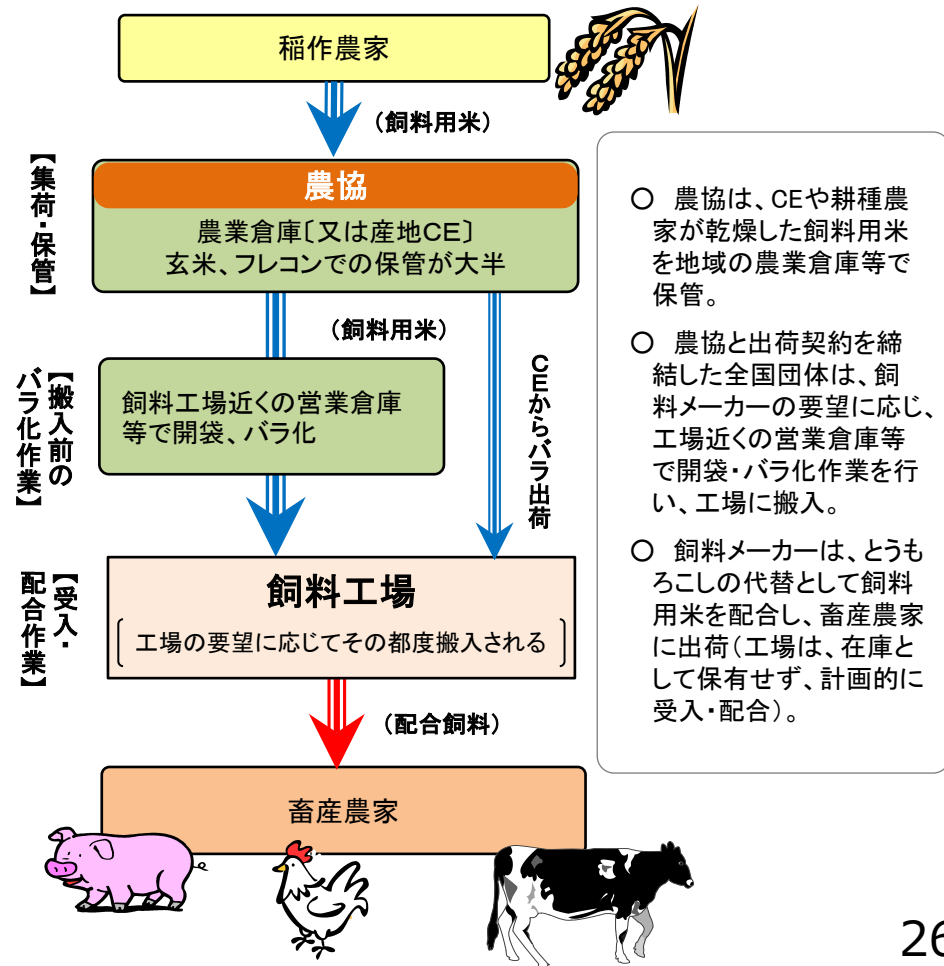 稲作農家
(飼料用米)
【集荷・保管】
農協
農業倉庫〔又は産地CE〕
玄米、フレコンでの保管が大半
(飼料用米)
CEからバラ出荷
【搬入前の
バラ化作業】
飼料工場近くの営業倉庫
等で開袋、バラ化
【受入・
配合作業】
飼料工場
工場の要望に応じてその都度搬入される
(配合飼料)
畜産農家
○ 農協は、CEや耕種農
家が乾燥した飼料用米
を地域の農業倉庫等で
保管。
○ 農協と出荷契約を締
結した全国団体は、飼
料メーカーの要望に応じ、
工場近くの営業倉庫等
で開袋・バラ化作業を行
い、工場に搬入。
○ 飼料メーカーは、とうも
ろこしの代替として飼料
用米を配合し、畜産農家
に出荷(工場は、在庫と
して保有せず、計画的に
受入・配合)。
26